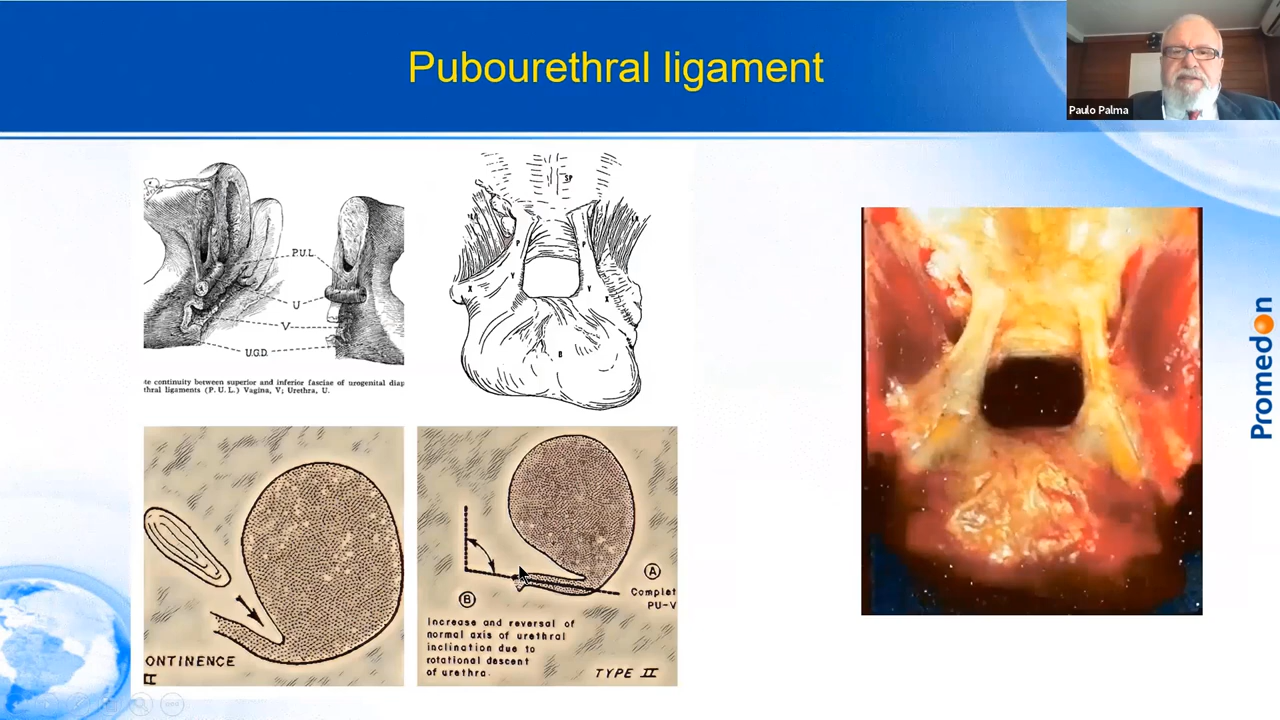 Pubourethral ligament
Paulo Palma
P.U.L.
U
V
U.G.D.
te continuity between superior and inferior fasciae of urogenital diap
thral ligaments (P. U. L.) Vagina, V; Urethra, U.
SP
P
P
Y
Y
X
X
B
ONTINENCE
A
B
Complet
PU-V
Increase and reversal of
normal axis of urethral
inclination due to
rotational descent
of urethra.
TYPE II
Promedon